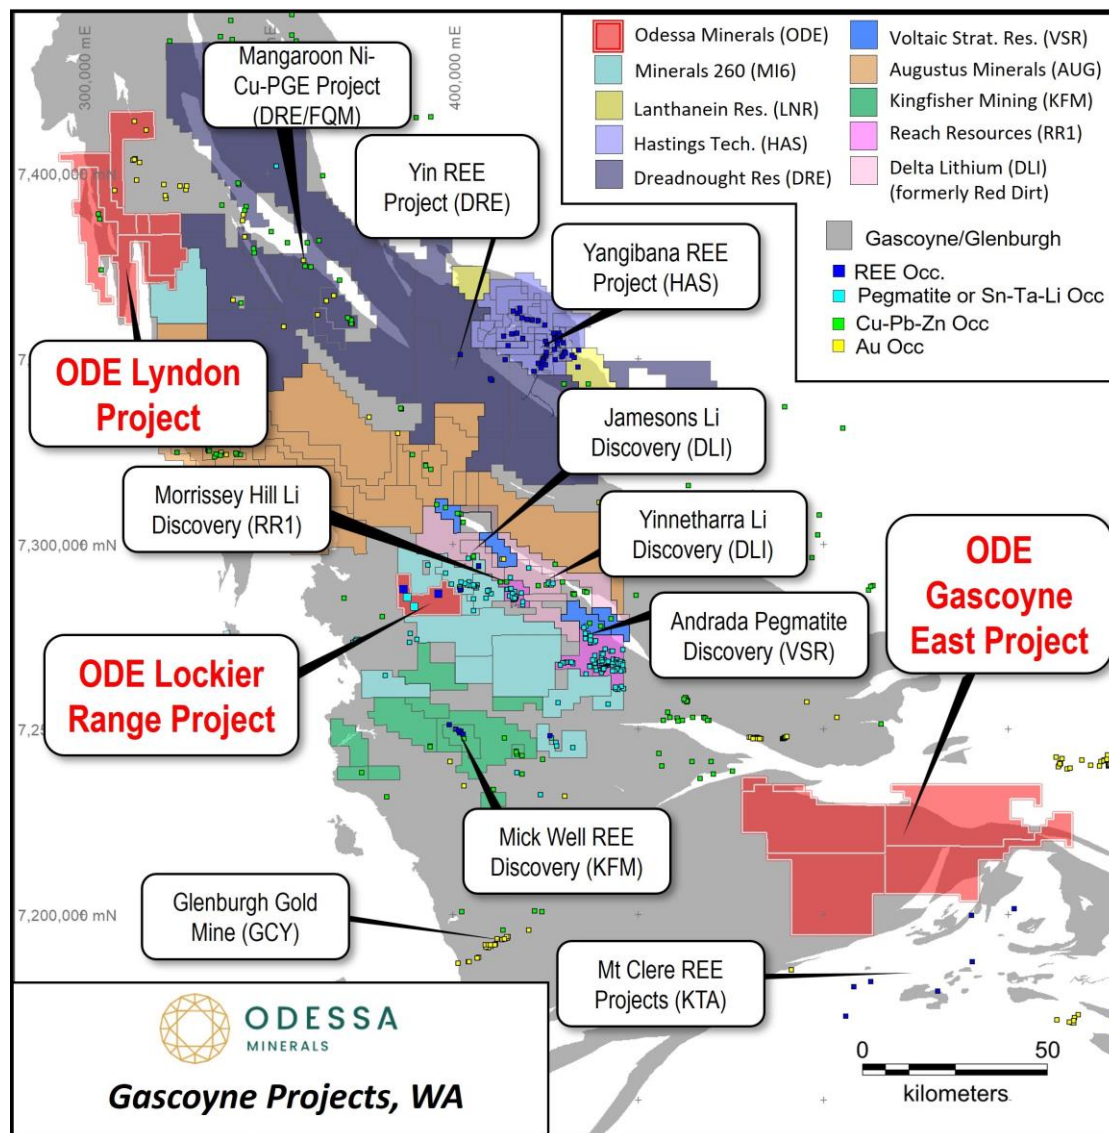 300,000 mE
400,000 mE
Mangaroon Ni-
Cu-PGE Project
(DRE/FQM)
Odessa Minerals (ODE)
Minerals 260 (MI6)
Lanthanein Res. (LNR)
Hastings Tech. (HAS)
Dreadnought Res (DRE)
Voltaic Strat. Res. (VSR)
Augustus Minerals (AUG)
Kingfisher Mining (KFM)
Reach Resources (RR1)
Delta Lithium (DLI)
(formerly Red Dirt)
Gascoyne/Glenburgh
REE Occ.
Pegmatite or Sn-Ta-Li Occ
Cu-Pb-Zn Occ
Au Occ
7,400,000 mN
Yin REE
Project (DRE)
Yangibana REE
Project (HAS)
ODE Lyndon
Project
Jamesons Li
Discovery (DLI)
Morrissey Hill Li
Discovery (RR1)
Yinnetharra Li
Discovery (DLI)
7,300,000 mN
ODE
Gascoyne
East Project
Andrada Pegmatite
Discovery (VSR)
ODE Lockier
Range Project
Mick Well REE
Discovery (KFM)
Glenburgh Gold
Mine (GCY)
7,200,000 mN
Mt Clere REE
Projects (KTA)
ODESSA
MINERALS
Gascoyne Projects, WA
0
50
kilometers